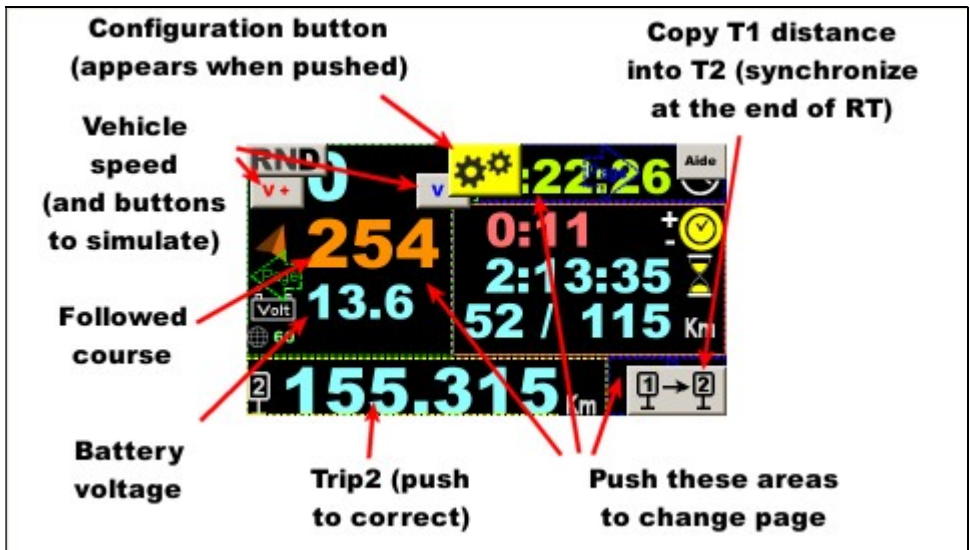 Configuration button
(appears when pushed)
Copy T1 distance
into T2 (synchronize
at the end of RT)
Vehicle
speed
(and buttons
to simulate)
RND
0
V +
V
:22:26
Aide
254
0:11
+
-
Page
2:13:35
Volt
13.6
52 / 115 Km
60
Followed
course
2
155.315 Km
1
2
Battery
voltage
Trip2 (push
to correct)
Push these areas
to change page